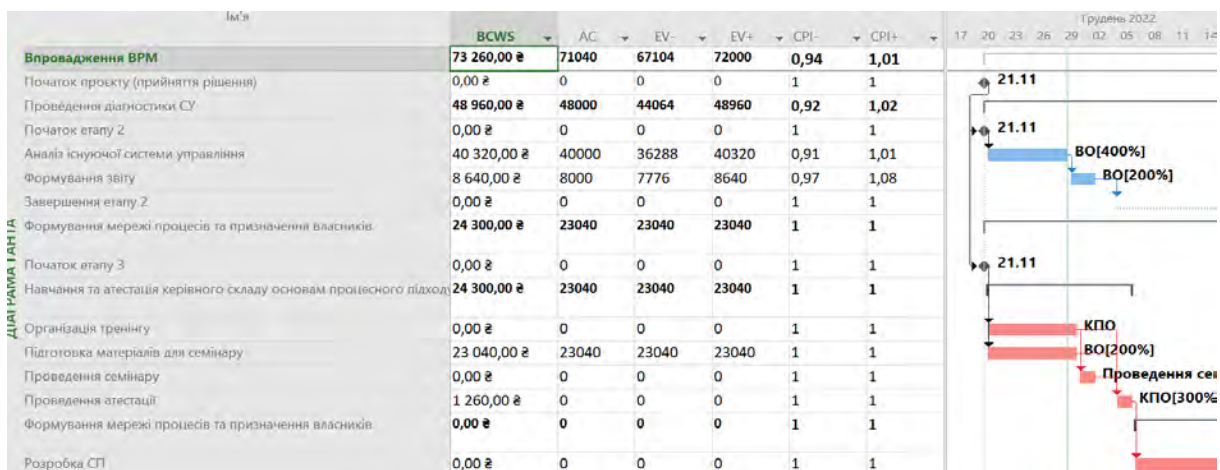 Ім'я
Грудень 2022
BCWS AC EV- EV+ CPI- CPI+ 17 20 23 26 29 02 05 08 11 14
Впровадження BPM 73 260,00 ₴ 71040 67104 72000 0,94 1,01
Початок проєкту (прийняття рішення) 0,00 ₴ 0 0 0 1 1 21.11
Проведення діагностики СУ 48 960,00 ₴ 48000 44064 48960 0,92 1,02
Початок етапу 2 0,00 ₴ 0 0 0 1 1 21.11
Аналіз існуючої системи управління 40 320,00 ₴ 40000 36288 40320 0,91 1,01 ВО[400%]
Формування звіту 8 640,00 ₴ 8000 7776 8640 0,97 1,08 ВО[200%]
Завершення етапу 2 0,00 ₴ 0 0 0 1 1
Формування мережі процесів та призначення власників 24 300,00 ₴ 23040 23040 23040 1 1
Початок етапу 3 0,00 ₴ 0 0 0 1 1 21.11
Навчання та атестація керівного складу основам процесного підход 24 300,00 ₴ 23040 23040 23040 1 1
Організація тренінгу 0,00 ₴ 0 0 0 1 1 КПО
Підготовка матеріалів для семінару 23 040,00 ₴ 23040 23040 23040 1 1 ВО[200%]
Проведення семінару 0,00 ₴ 0 0 0 1 1 Проведення сем
Проведення атестації 1 260,00 ₴ 0 0 0 1 1 КПО[300%
Формування мережі процесів та призначення власників 0,00 ₴ 0 0 0 1 1
Розробка СП 0,00 ₴ 0 0 0 1 1
ДІАГРАМА ГАНТА